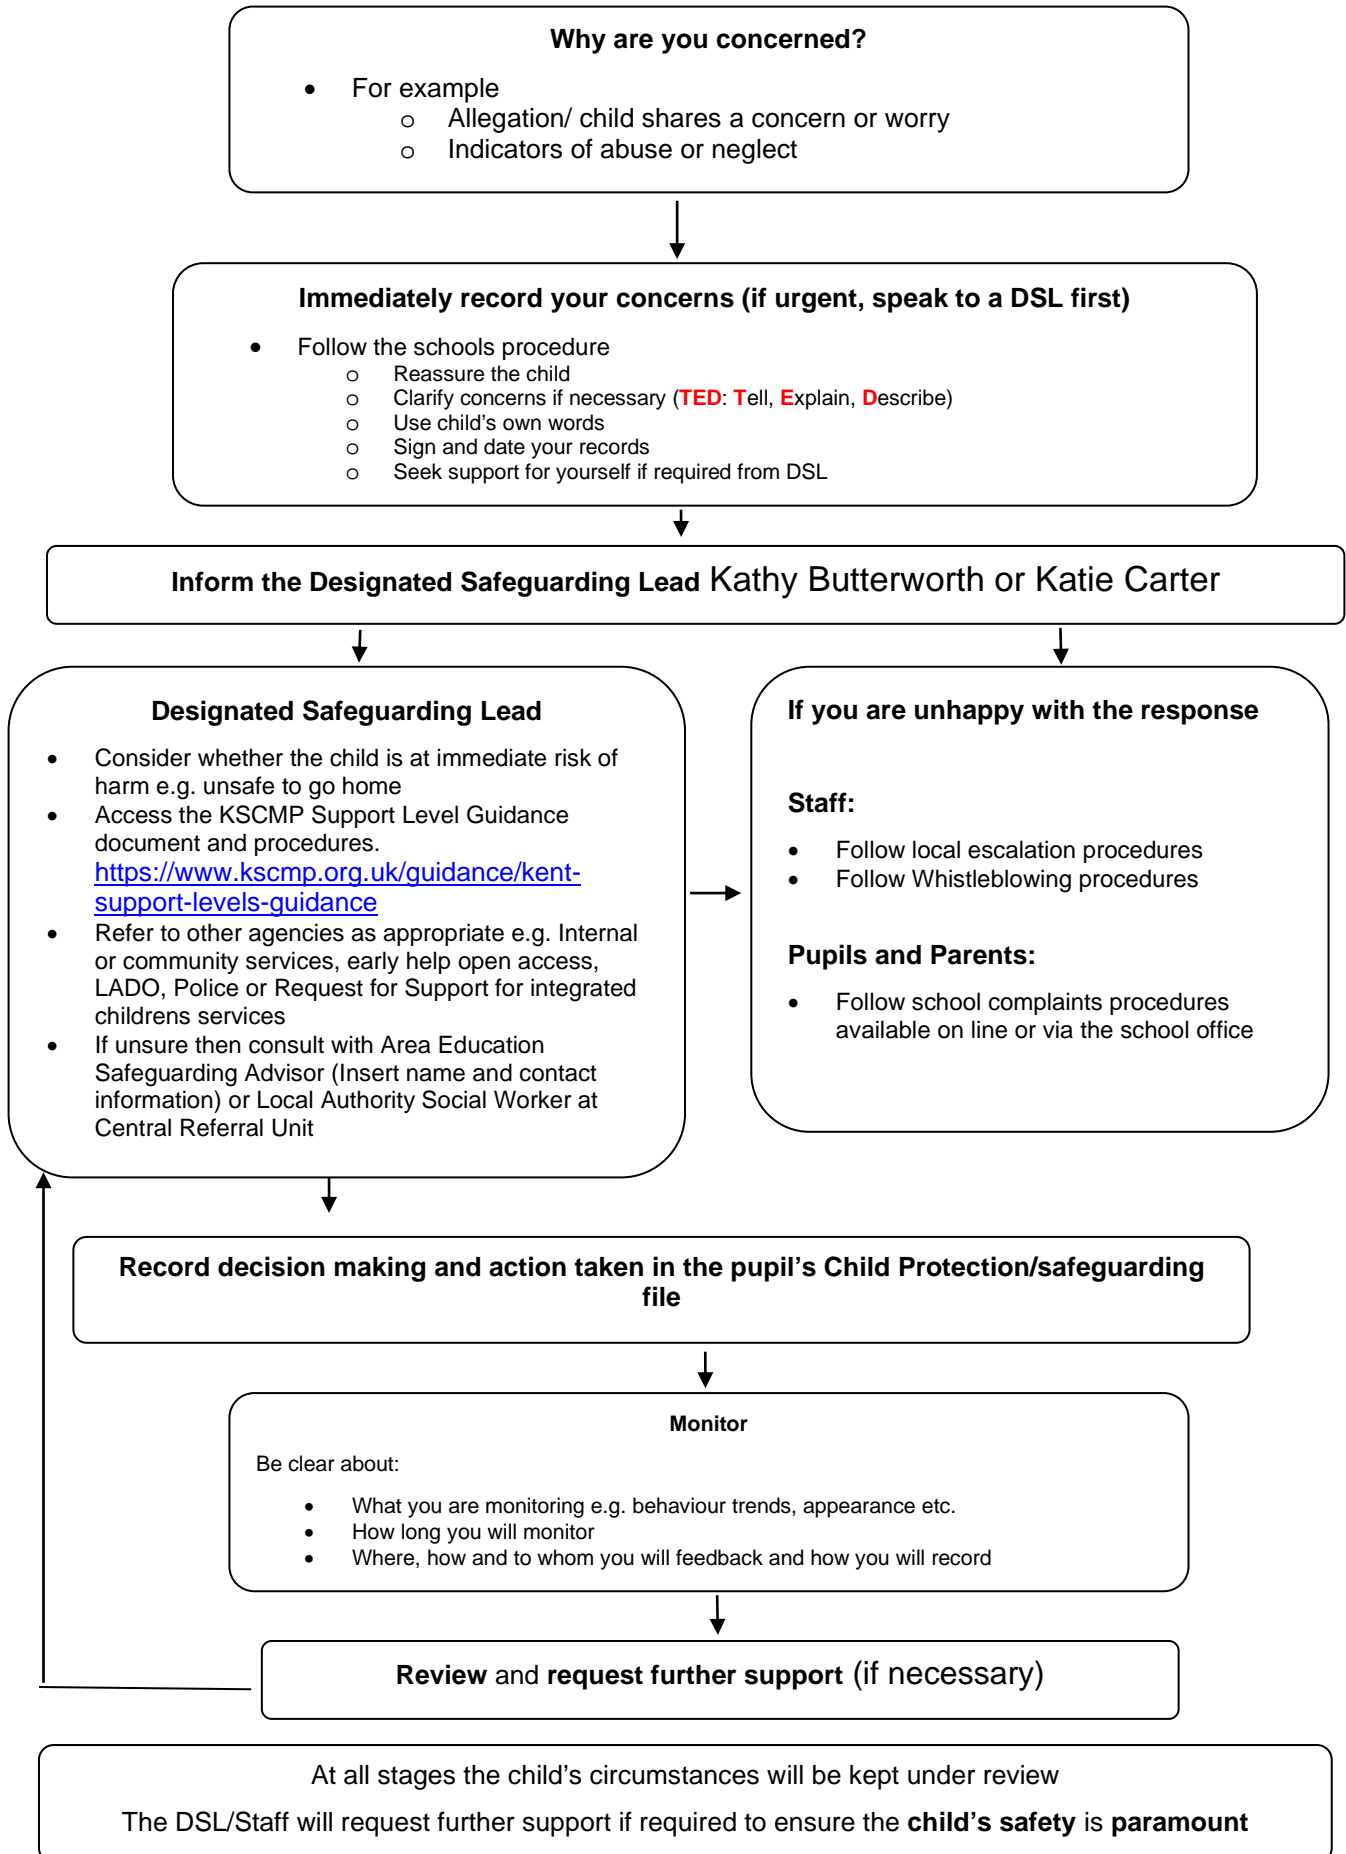 Why are you concerned?
• For example
o Allegation/ child shares a concern or worry
o Indicators of abuse or neglect
Immediately record your concerns (if urgent, speak to a DSL first)
• Follow the schools procedure
o Reassure the child
o Clarify concerns if necessary (TED: Tell, Explain, Describe)
o Use child's own words
o Sign and date your records
o Seek support for yourself if required from DSL
Inform the Designated Safeguarding Lead Kathy Butterworth or Katie Carter
Designated Safeguarding Lead
• Consider whether the child is at immediate risk of
harm e.g. unsafe to go home
• Access the KSCMP Support Level Guidance
document and procedures.
https://www.kscmp.org.uk/guidance/kent-
support-levels-guidance
• Refer to other agencies as appropriate e.g. Internal
or community services, early help open access,
LADO, Police or Request for Support for integrated
childrens services
• If unsure then consult with Area Education
Safeguarding Advisor (Insert name and contact
information) or Local Authority Social Worker at
Central Referral Unit
If you are unhappy with the response
Staff:
• Follow local escalation procedures
• Follow Whistleblowing procedures
Pupils and Parents:
• Follow school complaints procedures
available on line or via the school office
Record decision making and action taken in the pupil's Child Protection/safeguarding
file
Monitor
Be clear about:
• What you are monitoring e.g. behaviour trends, appearance etc.
• How long you will monitor
• Where, how and to whom you will feedback and how you will record
Review and request further support (if necessary)
At all stages the child's circumstances will be kept under review
The DSL/Staff will request further support if required to ensure the child's safety is paramount